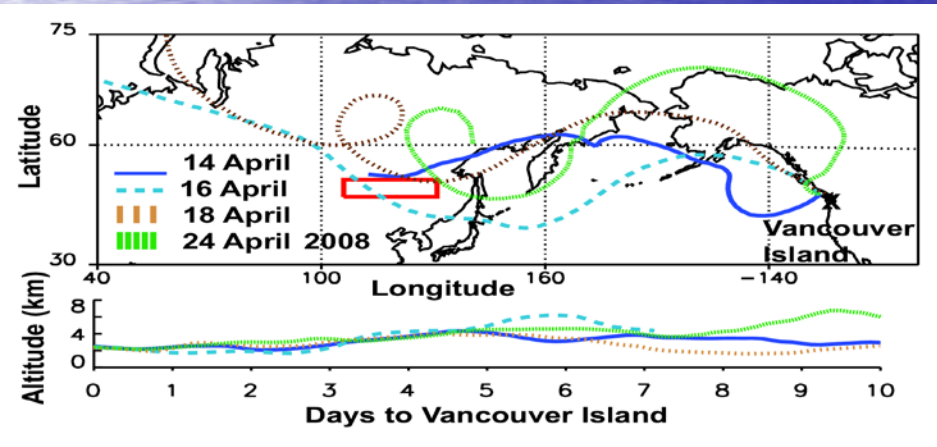 75
60
30
Latitude
14 April
16 April
18 April
24 April 2008
Vancouver
Island
40 100 160 -140
Longitude
Altitude (km)
8
4
0
0 1 2 3 4 5 6 7 8 9 10
Days to Vancouver Island